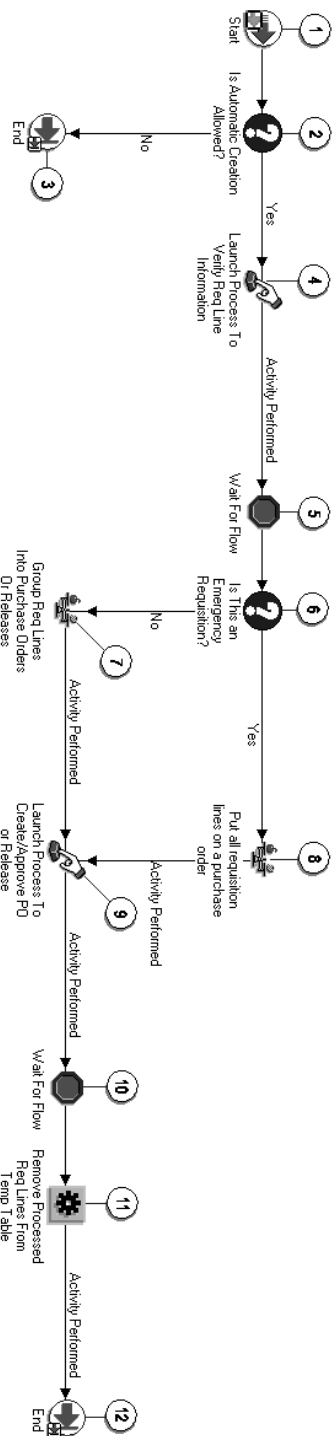 1
Start
2
Is Automatic Creation
Allowed?
No
3
End
Yes
4
Launch Process To
Verify Req Line
Information
Activity Performed
5
Wait For Flow
6
Is This an
Emergency
Requisition?
No
7
Group Req Lines
Into Purchase Orders
Or Releases
Activity Performed
Yes
8
Put all requisition
lines on a purchase
order
Activity Performed
9
Launch Process To
Create/Approve PO
or Release
Activity Performed
10
Wait For Flow
11
Remove Processed
Req Lines From
Temp Table
Activity Performed
12
End